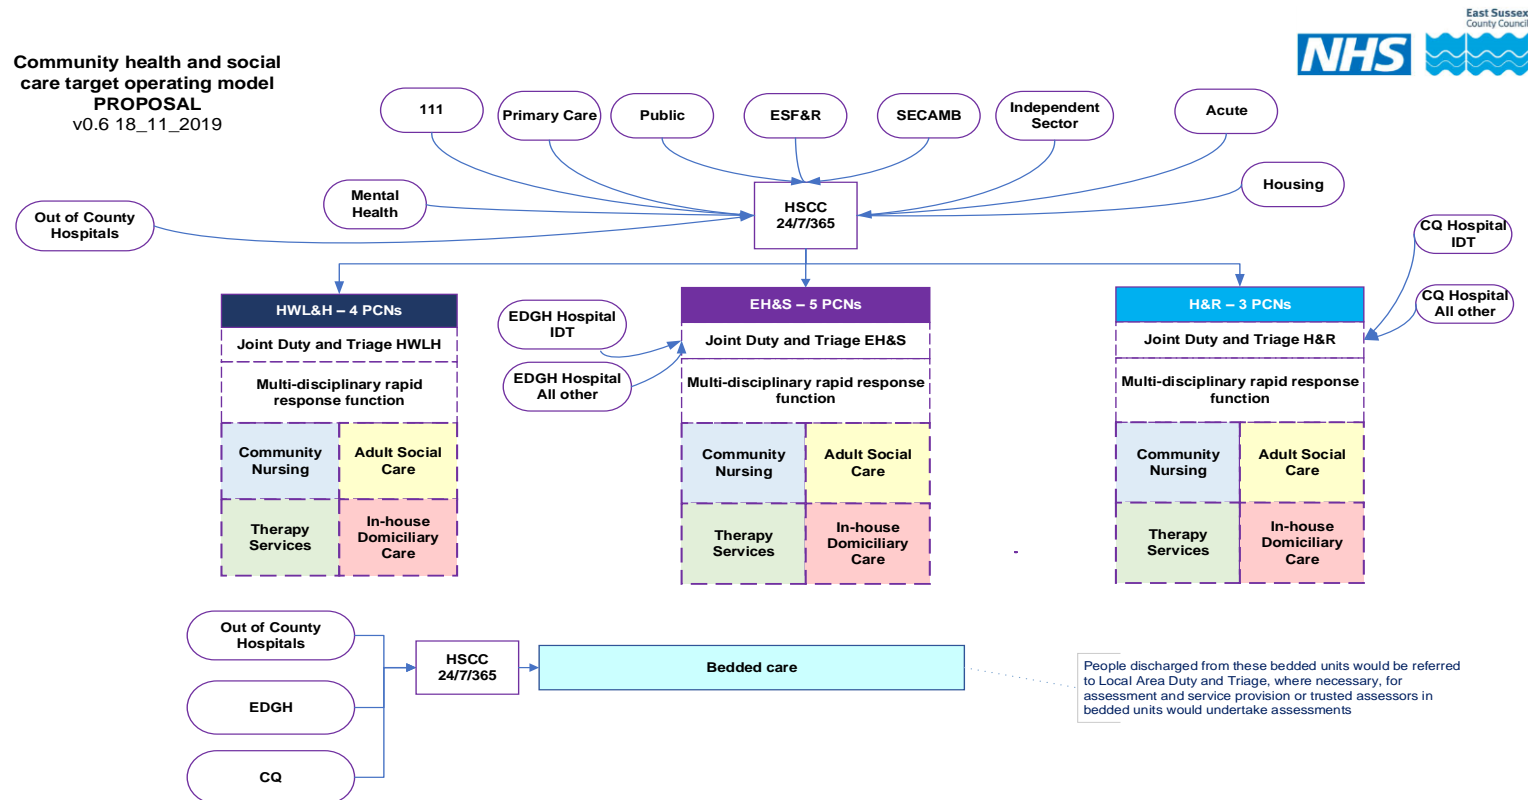 East Sussex
County Council
NHS
Community health and social
care target operating model
PROPOSAL
v0.6 18_11_2019
111
Primary Care
Public
ESF&R
SECAMB
Independent
Sector
Acute
Mental
Health
Housing
Out of County
Hospitals
HSCC
24/7/365
CQ Hospital
IDT
CQ Hospital
All other
HWL&H – 4 PCNs
Joint Duty and Triage HWLH
Multi-disciplinary rapid
response function
Community
Nursing
Adult Social
Care
Therapy
Services
In-house
Domiciliary
Care
EDGH Hospital
IDT
EDGH Hospital
All other
EH&S – 5 PCNs
Joint Duty and Triage EH&S
Multi-disciplinary rapid response
function
Community
Nursing
Adult Social
Care
Therapy
Services
In-house
Domiciliary
Care
H&R – 3 PCNs
Joint Duty and Triage H&R
Multi-disciplinary rapid response
function
Community
Nursing
Adult Social
Care
Therapy
Services
In-house
Domiciliary
Care
-
Out of County
Hospitals
EDGH
CQ
HSCC
24/7/365
Bedded care
People discharged from these bedded units would be referred
to Local Area Duty and Triage, where necessary, for
assessment and service provision or trusted assessors in
bedded units would undertake assessments